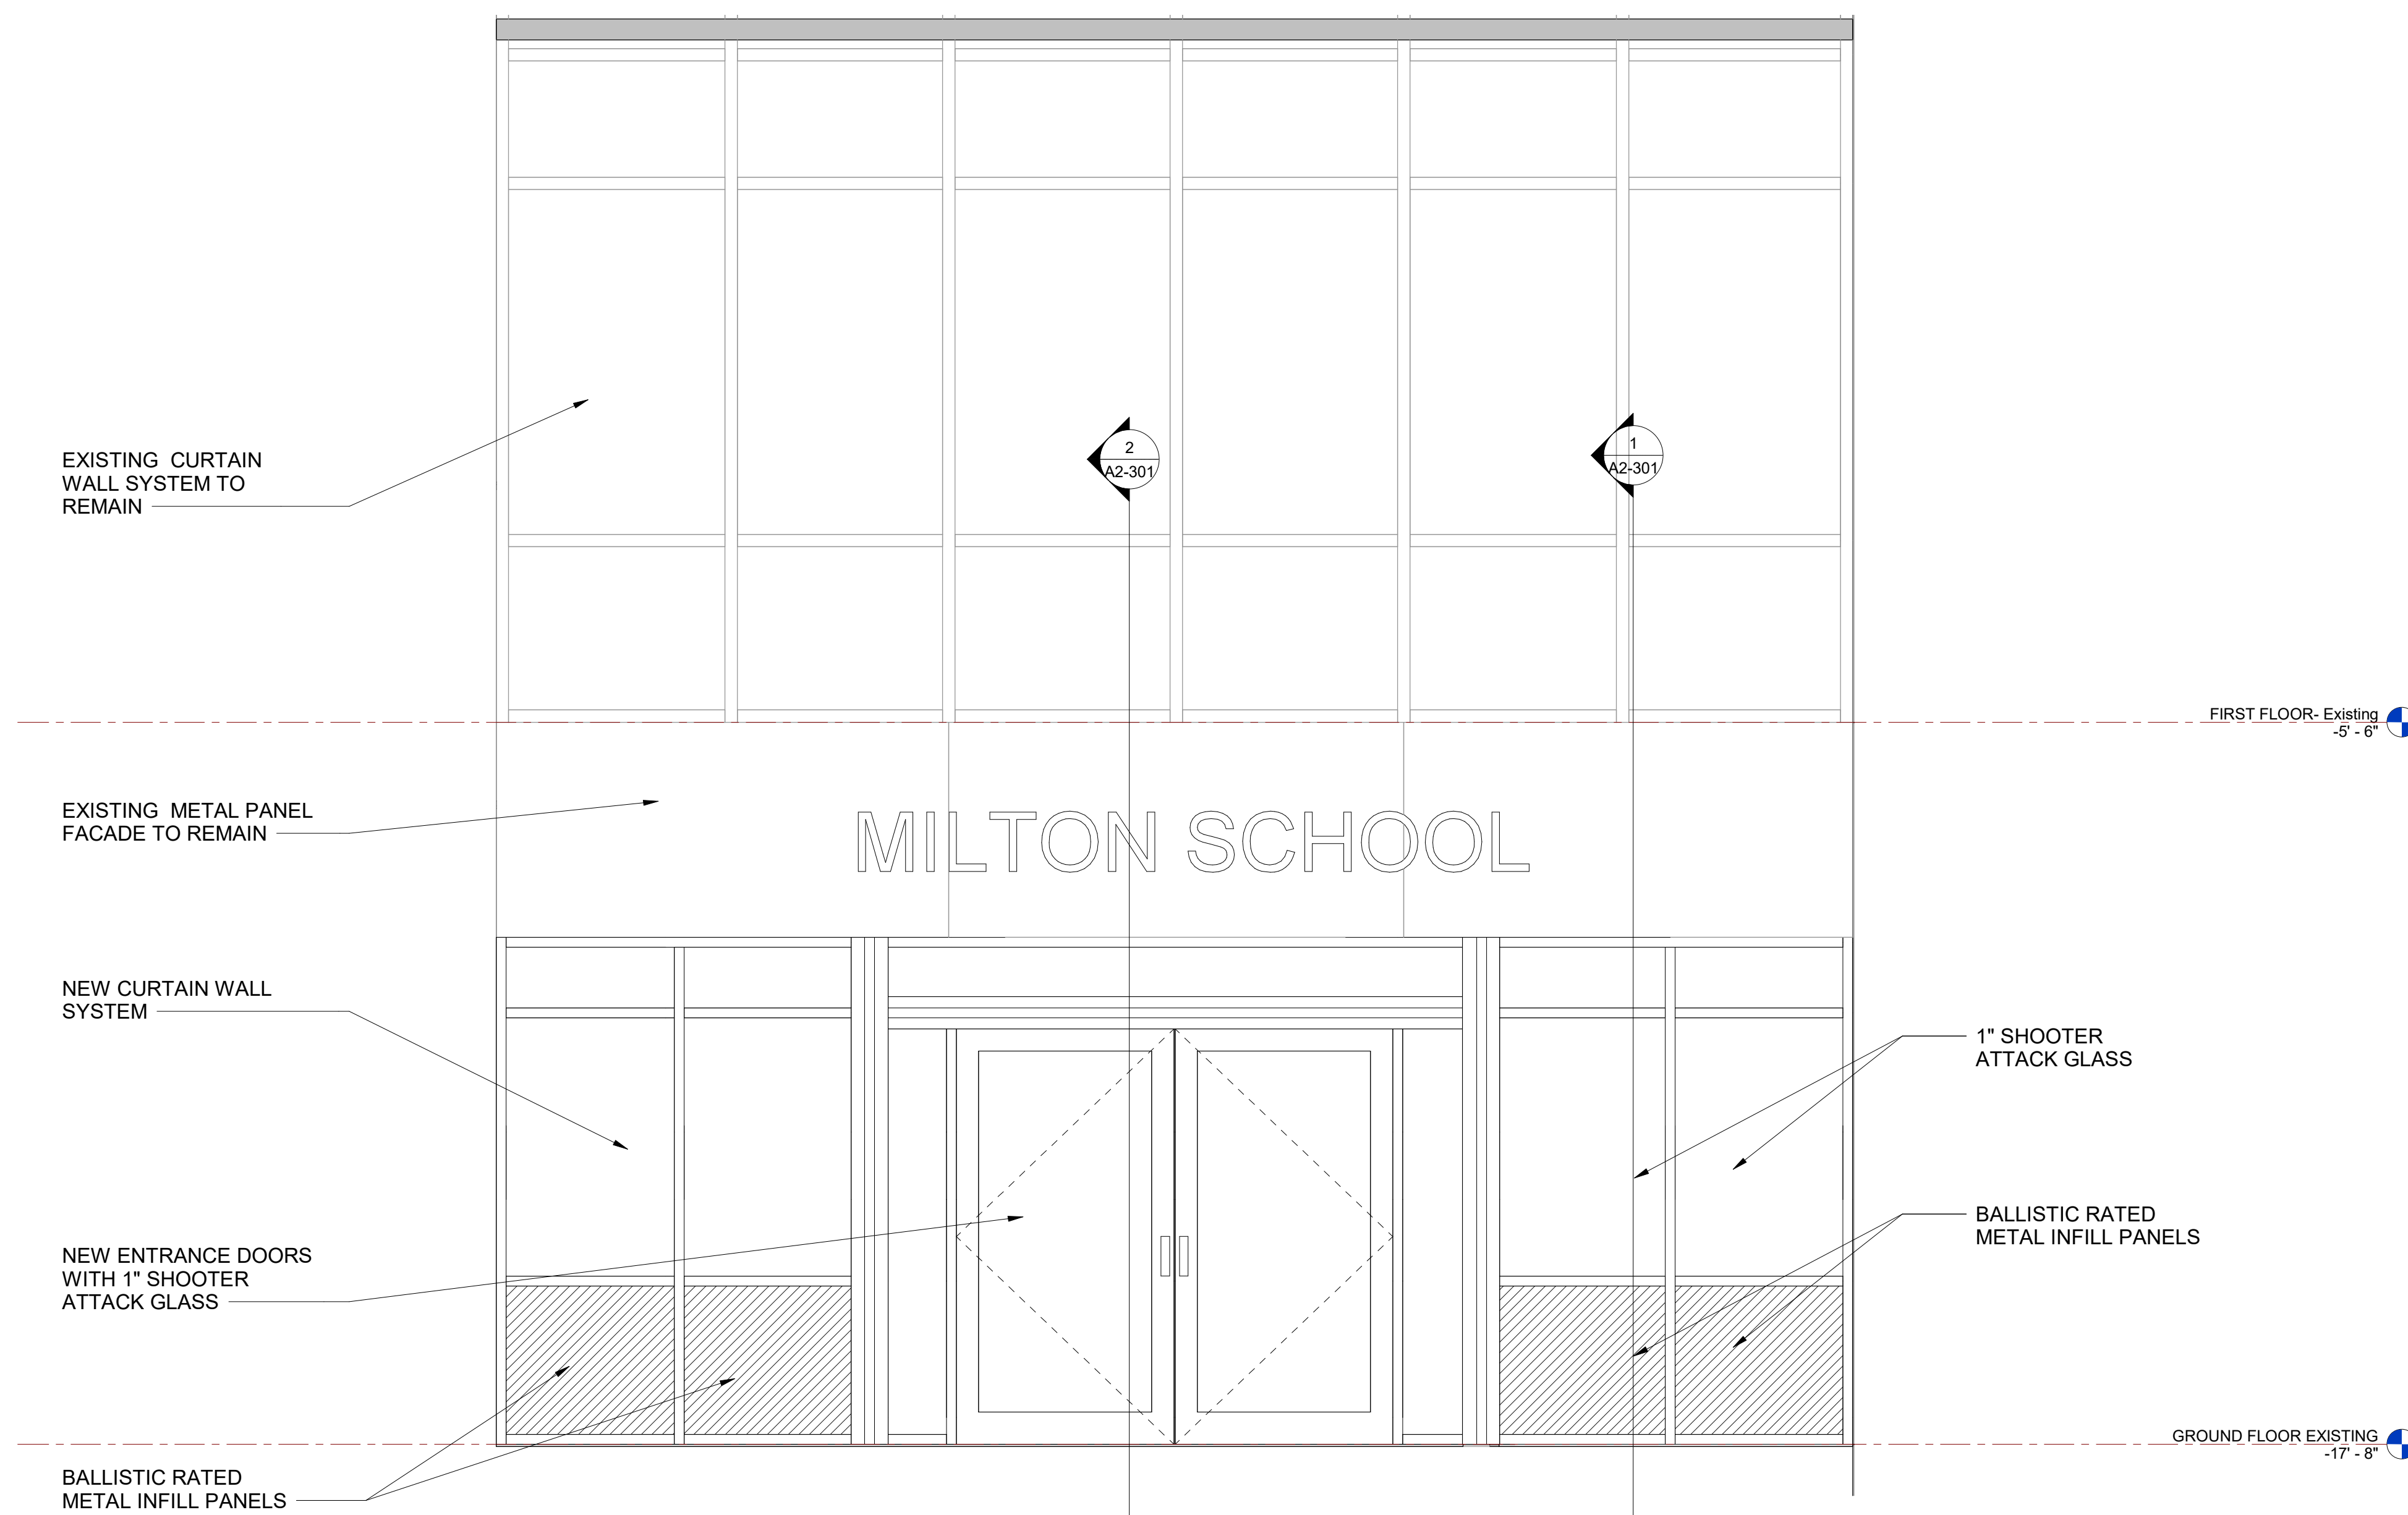 2
A2-301
1
A2-301
EXISTING CURTAIN
WALL SYSTEM TO
REMAIN
FIRST FLOOR- Existing
-5' - 6"
EXISTING METAL PANEL
FACADE TO REMAIN
MILTON SCHOOL
NEW CURTAIN WALL
SYSTEM
1" SHOOTER
ATTACK GLASS
BALLISTIC RATED
METAL INFILL PANELS
NEW ENTRANCE DOORS
WITH 1" SHOOTER
ATTACK GLASS
GROUND FLOOR EXISTING
-17' - 8"
BALLISTIC RATED
METAL INFILL PANELS